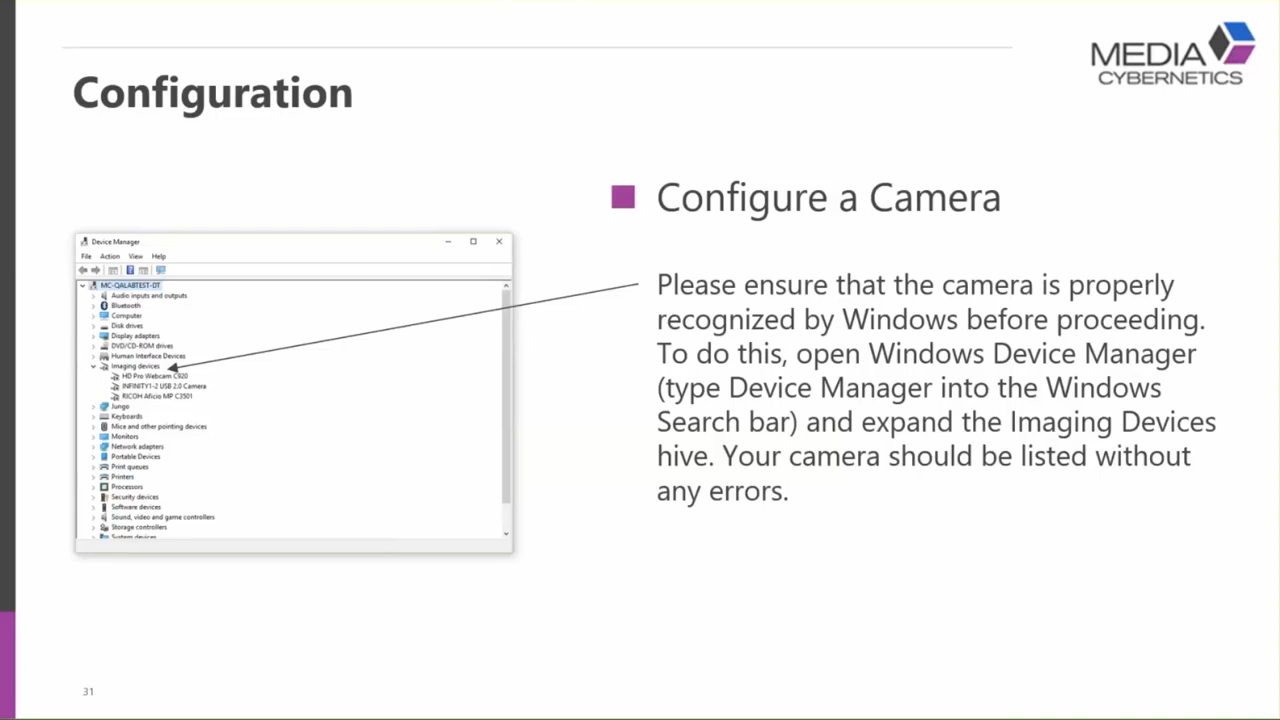 MEDIA
CYBERNETICS
Configuration
Configure a Camera
Device Manager
File Action View Help
MC-QALABTEST-DT
Audio inputs and outputs
Bluetooth
Computer
Disk drives
Display adapters
DVD/CD-ROM drives
Human Interface Devices
Imaging devices
HD Pro Webcam C920
INFINITY1-2 USB 2.0 Camera
RICOH Aficio MP C3501
Jungo
Keyboards
Mice and other pointing devices
Monitors
Network adapters
Portable Devices
Print queues
Printers
Processors
Security devices
Software devices
Sound, video and game controllers
Storage controllers
System devices
Please ensure that the camera is properly
recognized by Windows before proceeding.
To do this, open Windows Device Manager
(type Device Manager into the Windows
Search bar) and expand the Imaging Devices
hive. Your camera should be listed without
any errors.
31